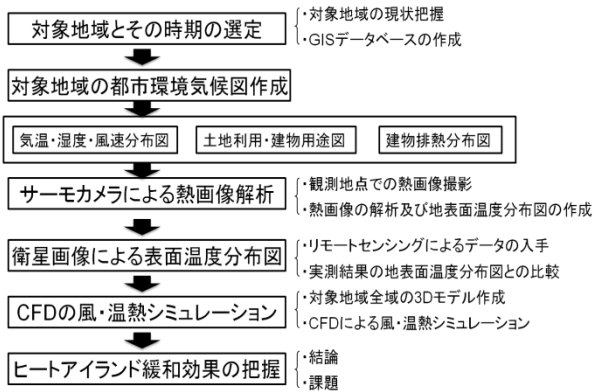 対象地域とその時期の選定
・対象地域の現状把握
・GISデータベースの作成
対象地域の都市環境気候図作成
気温・湿度・風速分布図
土地利用・建物用途図
建物排熱分布図
サーモカメラによる熱画像解析
・観測地点での熱画像撮影
・熱画像の解析及び地表面温度分布図の作成
衛星画像による表面温度分布図
・リモートセンシングによるデータの入手
・実測結果の地表面温度分布図との比較
CFDの風・温熱シミュレーション
・対象地域全域の3Dモデル作成
・CFDによる風・温熱シミュレーション
ヒートアイランド緩和効果の把握
・結論
・課題